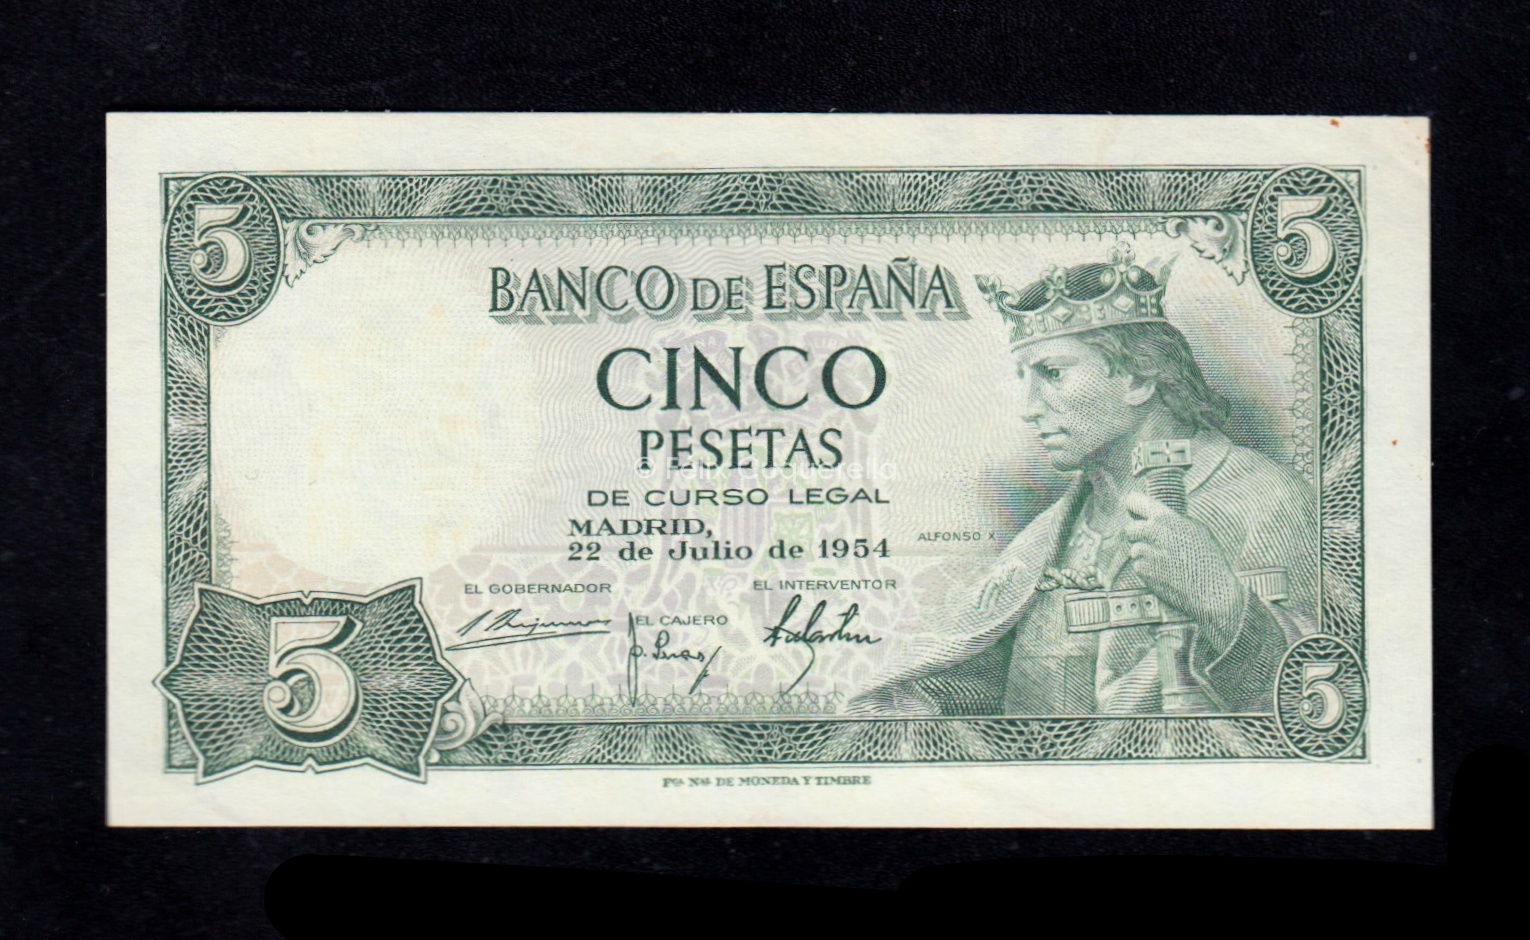 5
5
BANCO DE ESPAÑA
CINCO
PESETAS
DE CURSO LEGAL
MADRID,
22 de Julio de 1954
ALFONSO X
EL GOBERNADOR
EL INTERVENTOR
EL CAJERO
5
5
Fca. Nal. DE MONEDA Y TIMBRE